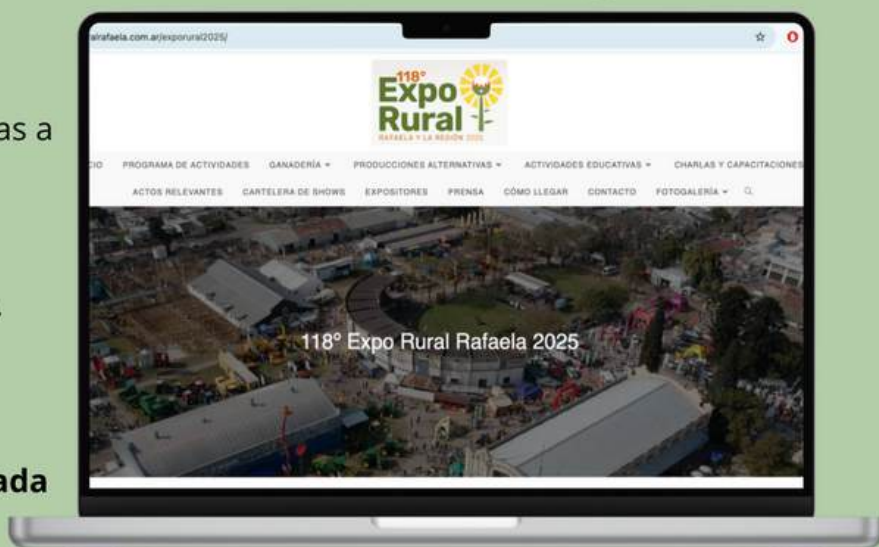 as a
ada
alrafaela.com.ar/exporural2025/
118°
Expo
Rural
RAFAELA Y LA REGIÓN 2025
CIO PROGRAMA DE ACTIVIDADES GANADERÍA PRODUCCIONES ALTERNATIVAS ACTIVIDADES EDUCATIVAS CHARLAS Y CAPACITACIONES
ACTOS RELEVANTES CARTELERA DE SHOWS EXPOSITORES PRENSA CÓMO LLEGAR CONTACTO FOTOGALERÍA
118° Expo Rural Rafaela 2025